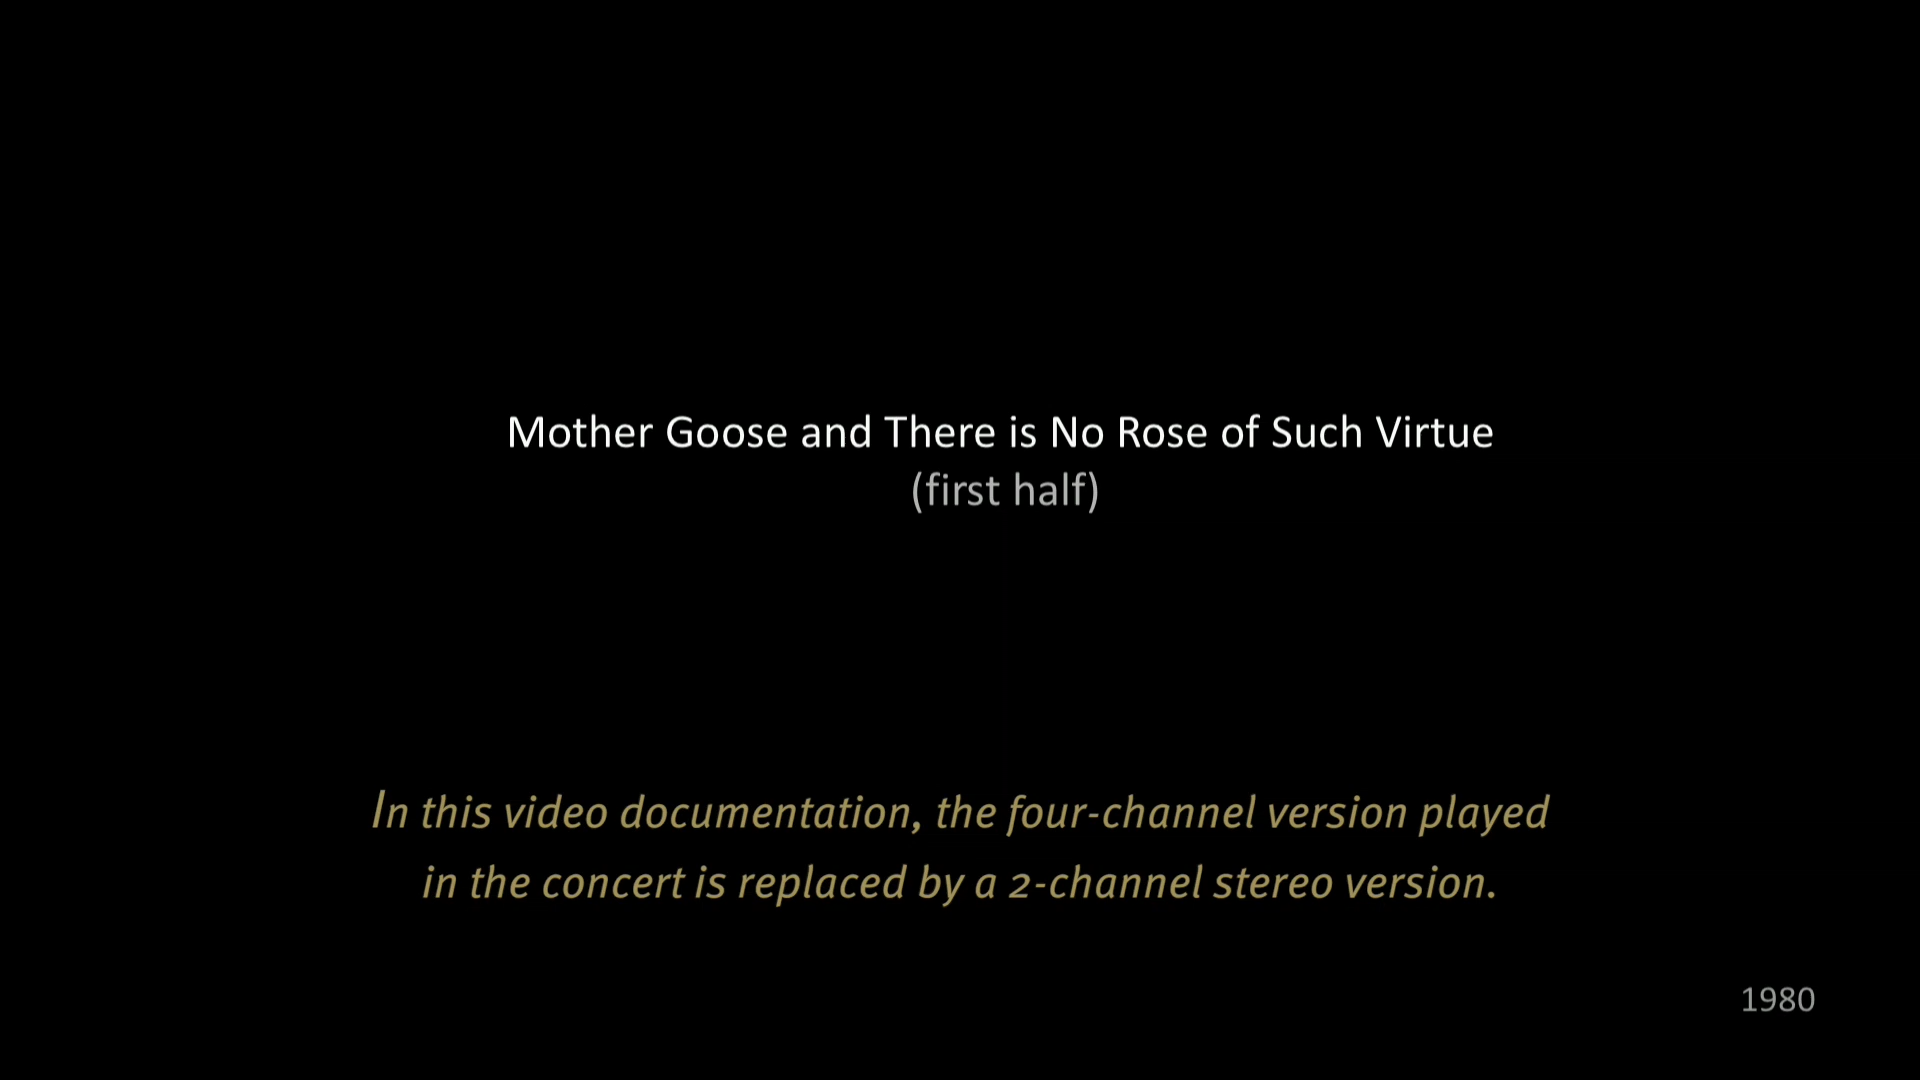 Mother Goose and There is No Rose of Such Virtue
(first half)
In this video documentation, the four-channel version played
in the concert is replaced by a 2-channel stereo version.
1980